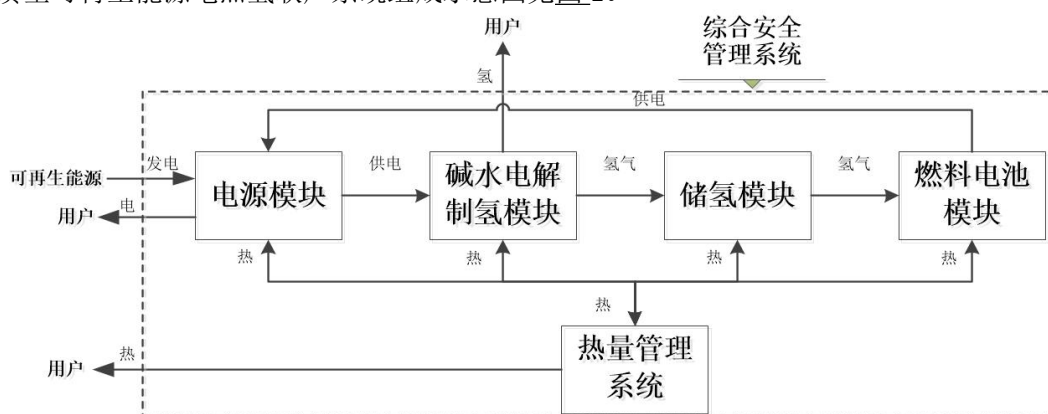 可再生能源电热氢联产系统组成示意图见图
用户
综合安全
管理系统
氢
供电
可再生能源
发电
电源模块
供电
碱水电解
制氢模块
氢气
储氢模块
氢气
燃料电池
模块
用户
电
热
热
热
热
热
热量管理
系统
用户
热